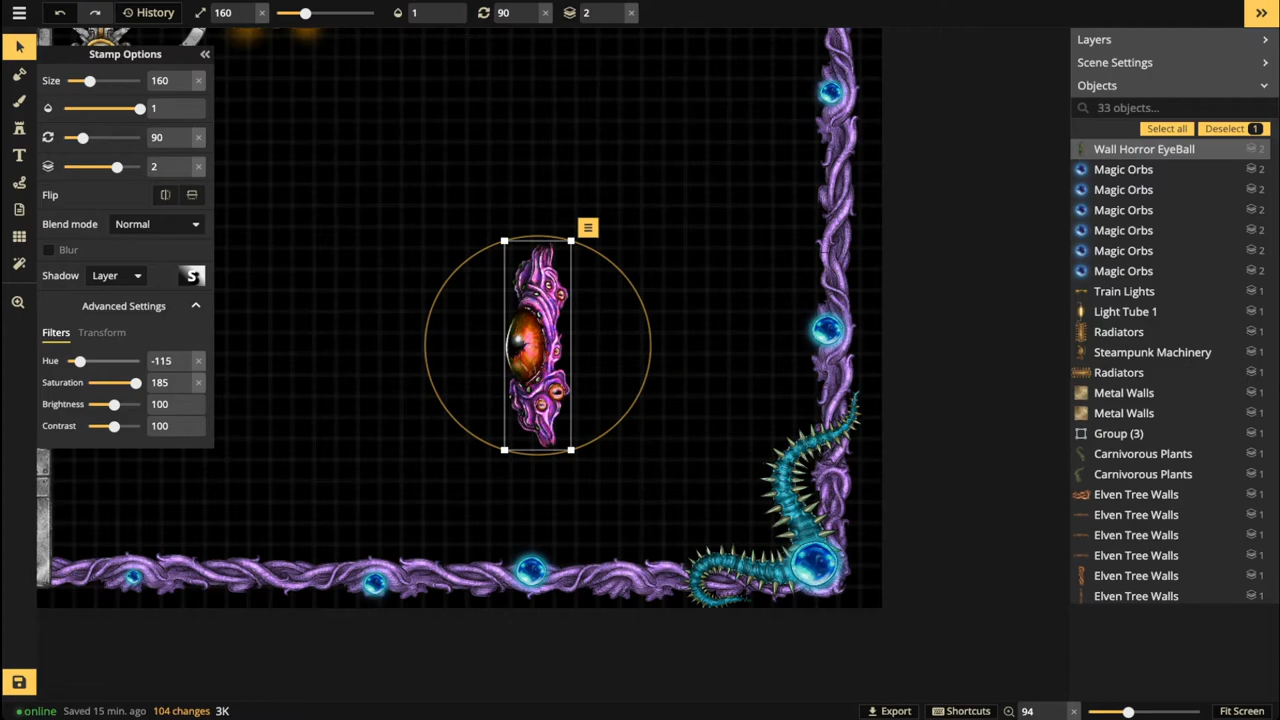 History
160
1
90
2
Stamp Options
Size
160
1
90
2
Flip
Blend mode
Normal
Blur
Shadow
Layer
S
Advanced Settings
Filters
Transform
Hue
-115
Saturation
185
Brightness
100
Contrast
100
Layers
Scene Settings
Objects
33 objects...
Select all
Deselect 1
Wall Horror EyeBall 2
Magic Orbs 2
Magic Orbs 2
Magic Orbs 2
Magic Orbs 2
Magic Orbs 2
Magic Orbs 2
Train Lights 1
Light Tube 1 1
Radiators 1
Steampunk Machinery 1
Radiators 1
Metal Walls 1
Metal Walls 1
Group (3) 1
Carnivorous Plants 1
Carnivorous Plants 1
Elven Tree Walls 1
Elven Tree Walls 1
Elven Tree Walls 1
Elven Tree Walls 1
Elven Tree Walls 1
Elven Tree Walls 1
online Saved 15 min. ago 104 changes 3K
Export
Shortcuts
94
Fit Screen